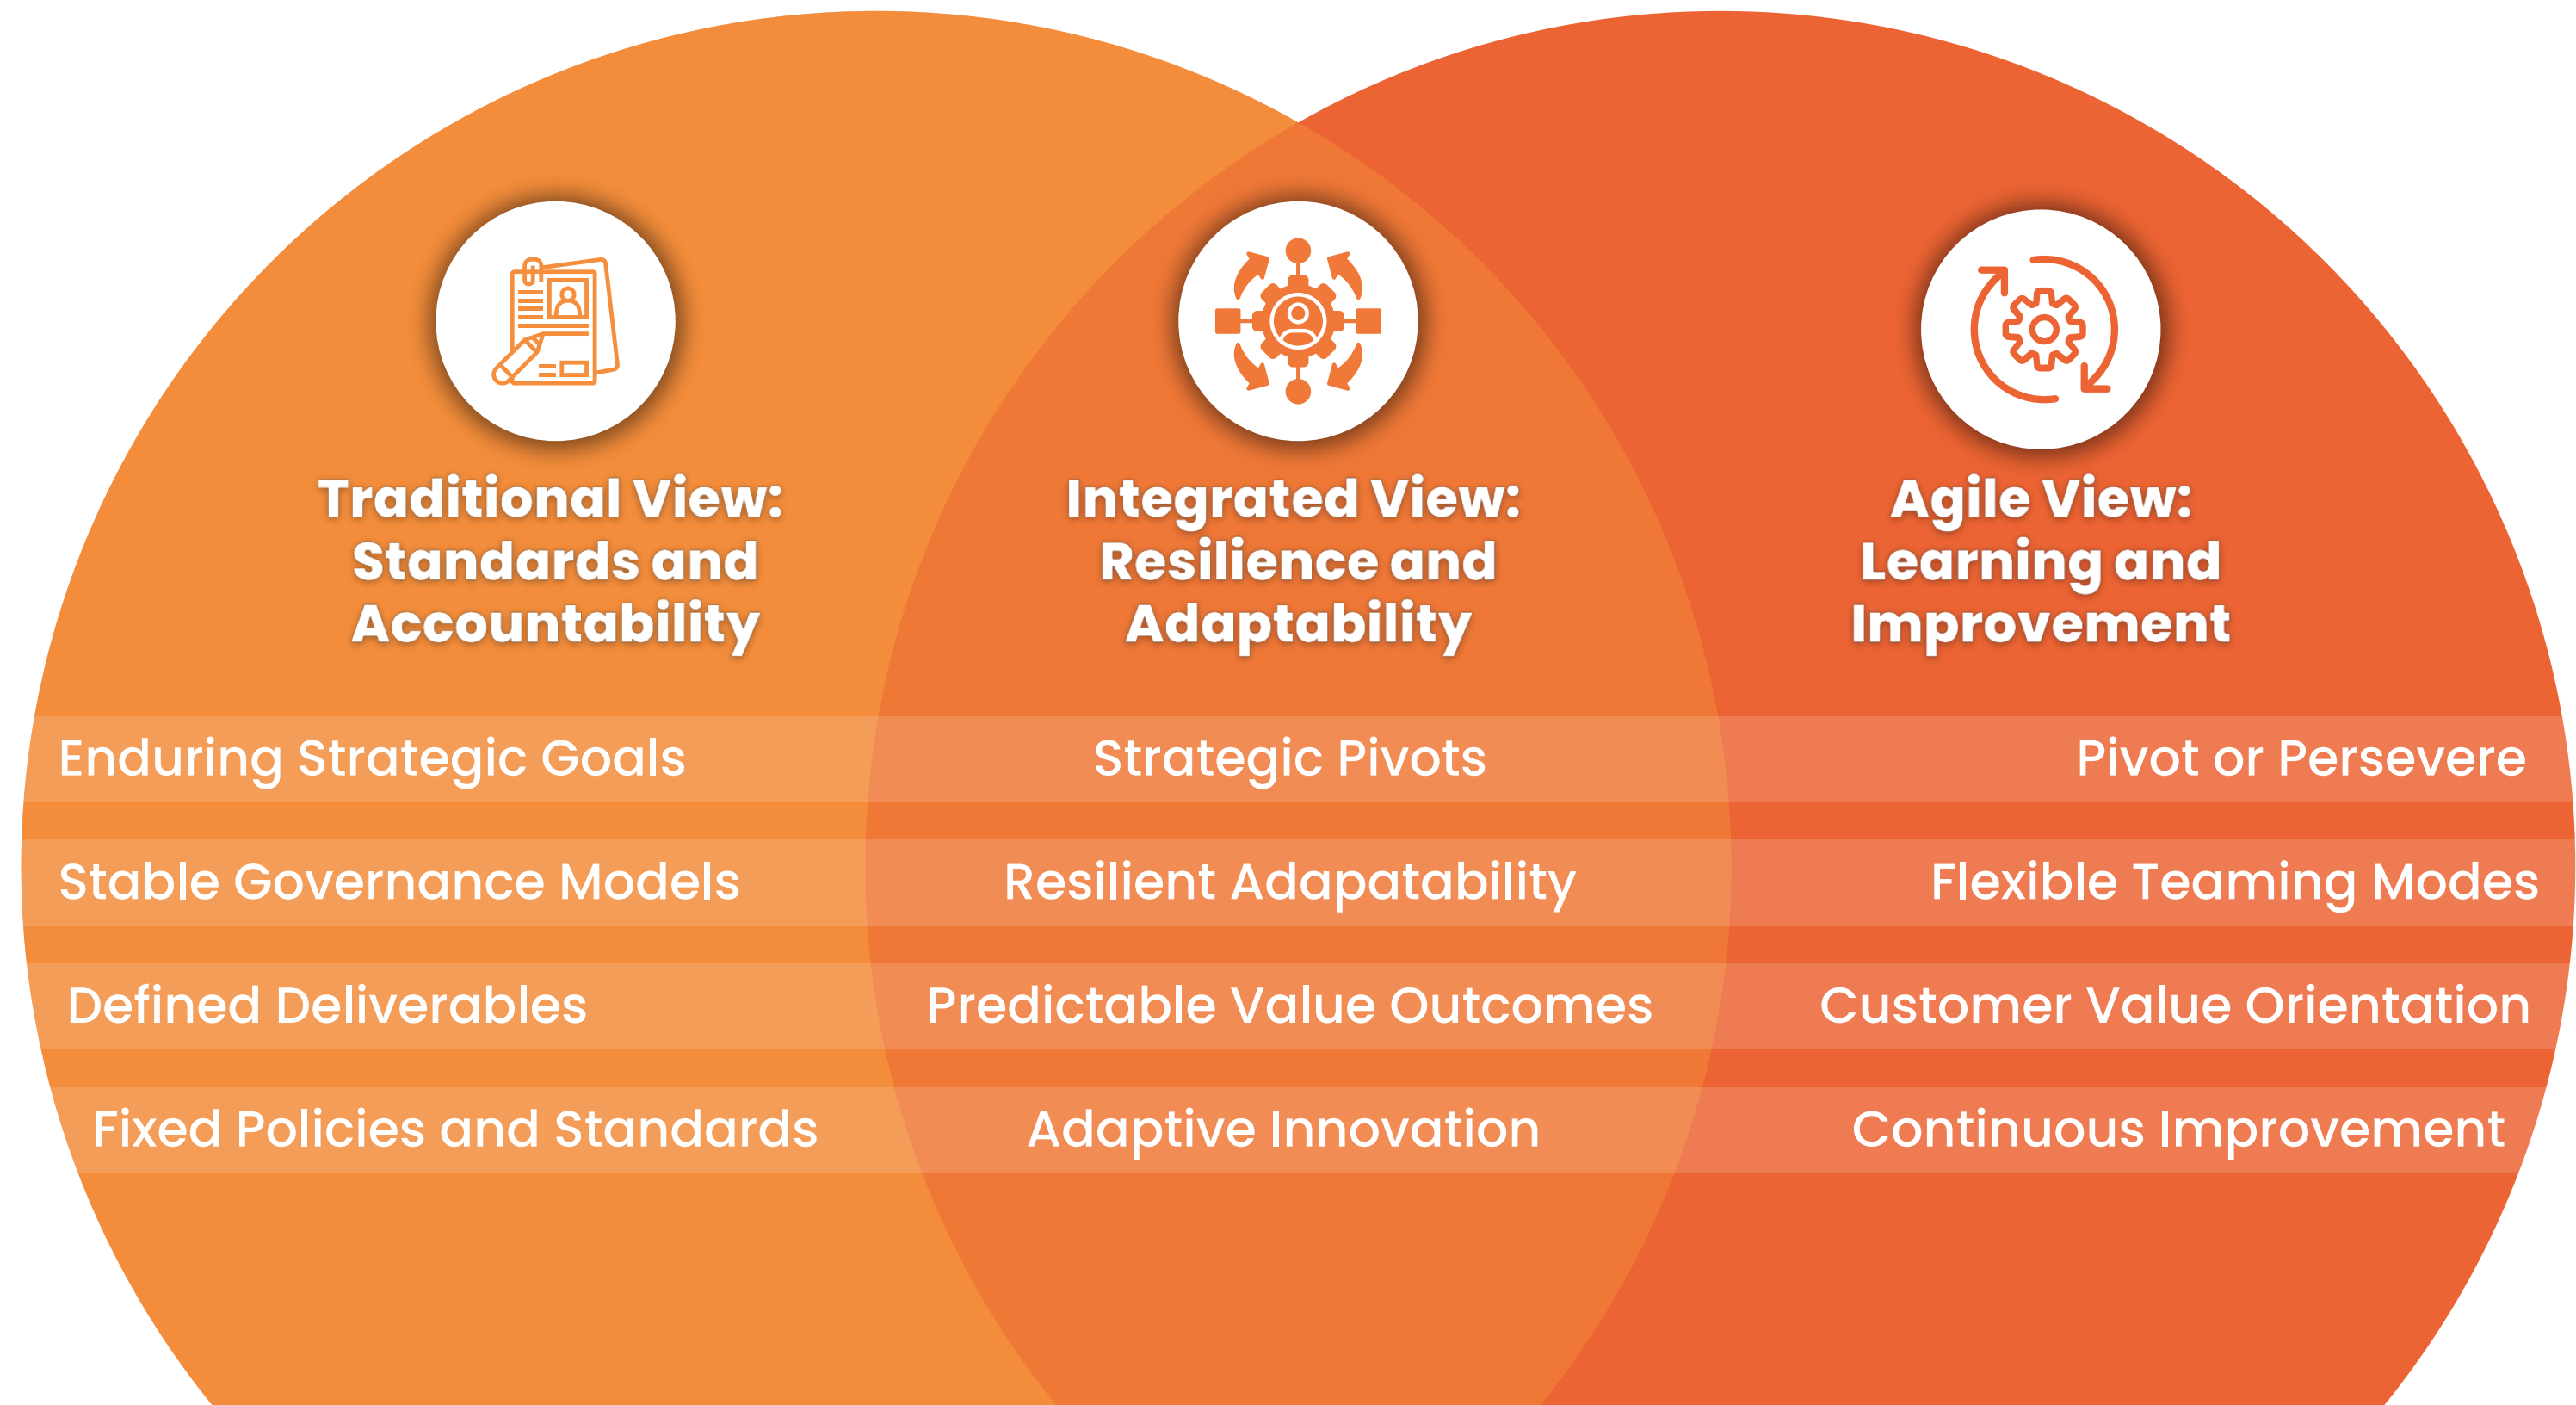 Traditional View:
Standards and
Accountability
Integrated View:
Resilience and
Adaptability
Agile View:
Learning and
Improvement
Enduring Strategic Goals
Strategic Pivots
Pivot or Persevere
Stable Governance Models
Resilient Adapatability
Flexible Teaming Modes
Defined Deliverables
Predictable Value Outcomes
Customer Value Orientation
Fixed Policies and Standards
Adaptive Innovation
Continuous Improvement